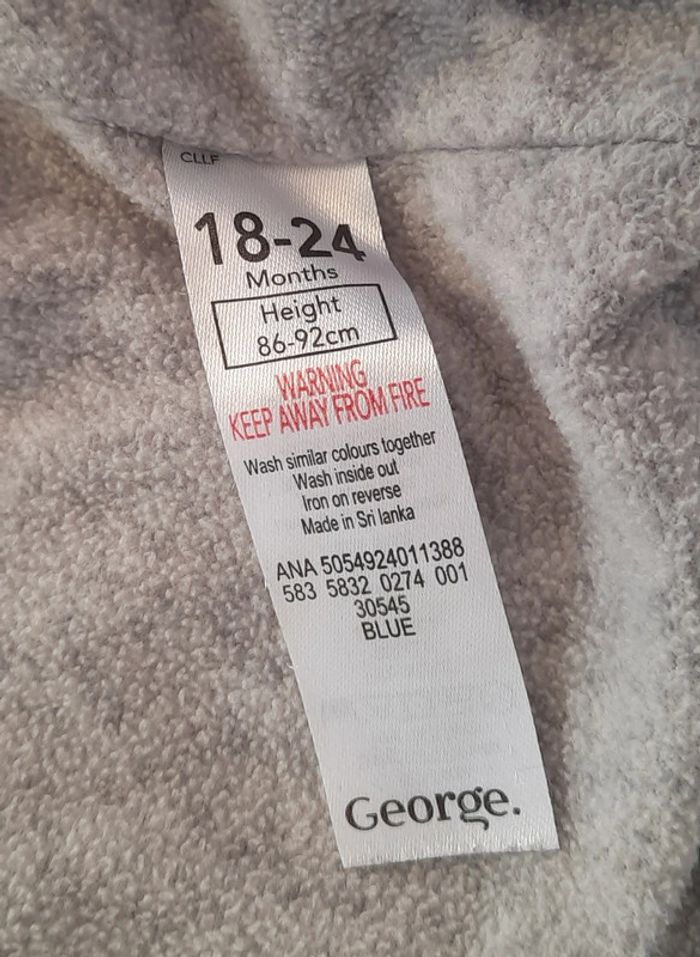 CLLF
18-24
Months
Height
86-92cm
WARNING
KEEP AWAY FROM FIRE
Wash similar colours together
Wash inside out
Iron on reverse
Made in Sri lanka
ANA 5054924011388
583 5832 0274 001
30545
BLUE
George.